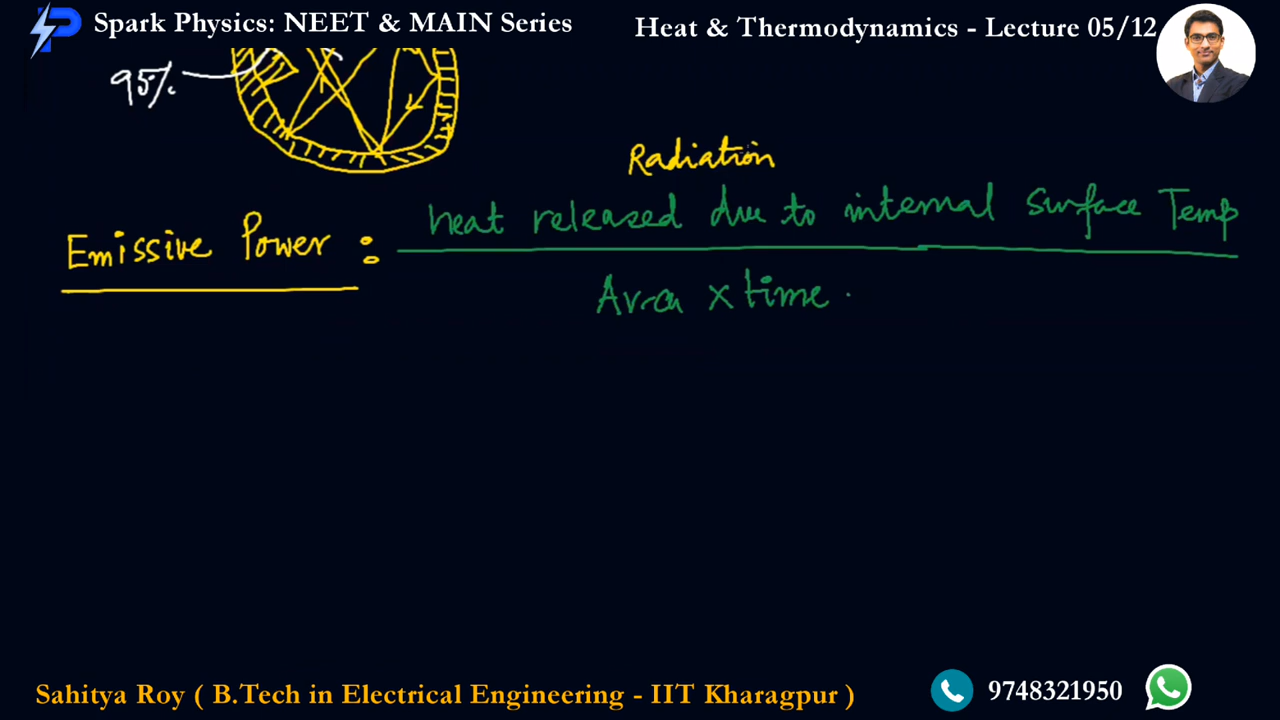 Spark Physics: NEET & MAIN Series
Heat & Thermodynamics - Lecture 05/12
95%
Radiation
heat released due to internal Surface Temp
Emissive Power :
Area x time .
Sahitya Roy ( B.Tech in Electrical Engineering - IIT Kharagpur )
9748321950